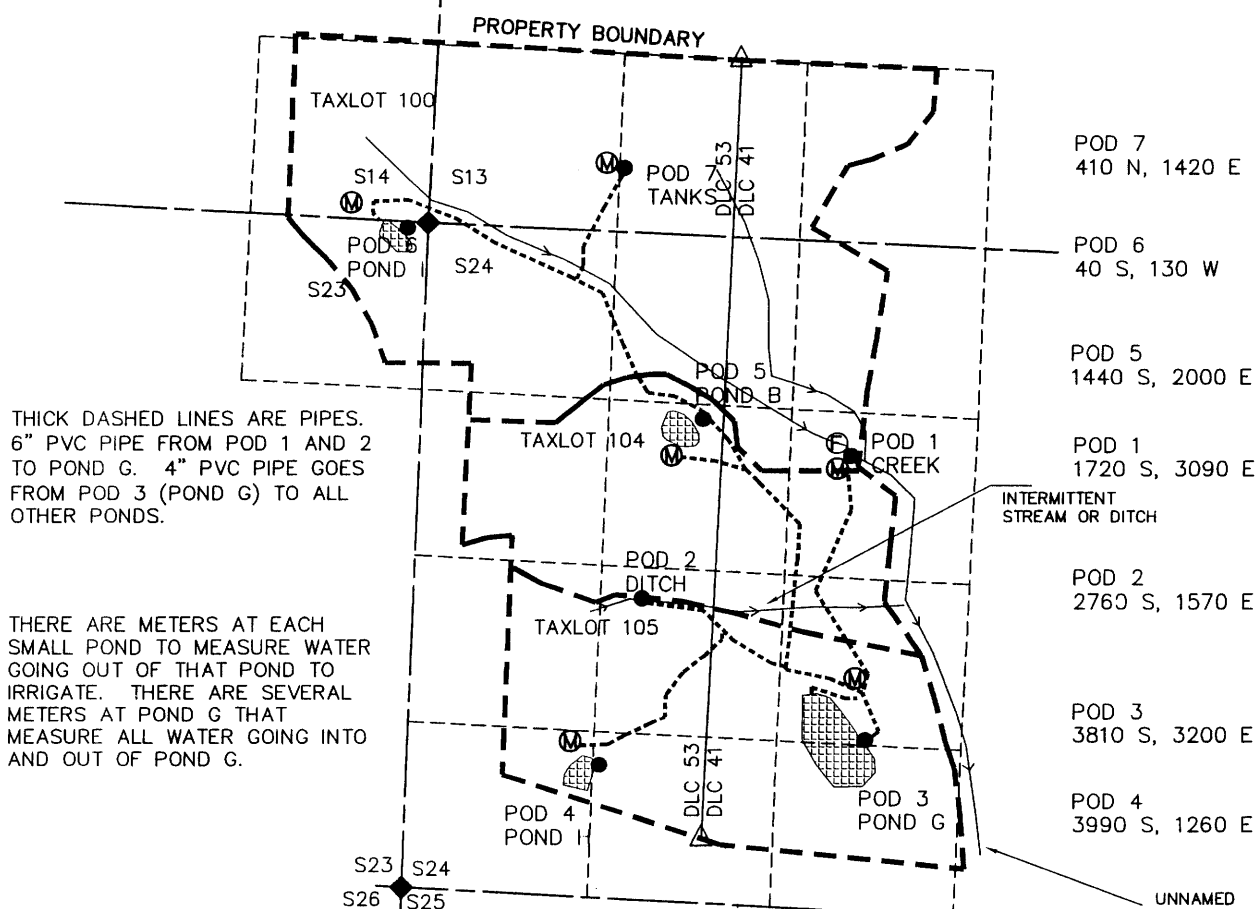 PROPERTY BOUNDARY
TAXLOT 100
S14
S13
M
M
POD 7
TANKS
DLC 53
DLC 41
POD 6
POND
S23
S24
POD 7
410 N, 1420 E
POD 6
40 S, 130 W
POD 5
1440 S, 2000 E
POD 1
1720 S, 3090 E
POD 2
2760 S, 1570 E
POD 3
3810 S, 3200 E
POD 4
3990 S, 1260 E
THICK DASHED LINES ARE PIPES.
6" PVC PIPE FROM POD 1 AND 2
TO POND G. 4" PVC PIPE GOES
FROM POD 3 (POND G) TO ALL
OTHER PONDS.
POD 5
POND B
TAXLOT 104
M
F
M
POD 1
CREEK
INTERMITTENT
STREAM OR DITCH
POD 2
DITCH
TAXLOT 105
THERE ARE METERS AT EACH
SMALL POND TO MEASURE WATER
GOING OUT OF THAT POND TO
IRRIGATE. THERE ARE SEVERAL
METERS AT POND G THAT
MEASURE ALL WATER GOING INTO
AND OUT OF POND G.
M
M
DLC 53
DLC 41
POD 4
POND
POD 3
POND G
S23
S24
S26
S25
UNNAMED